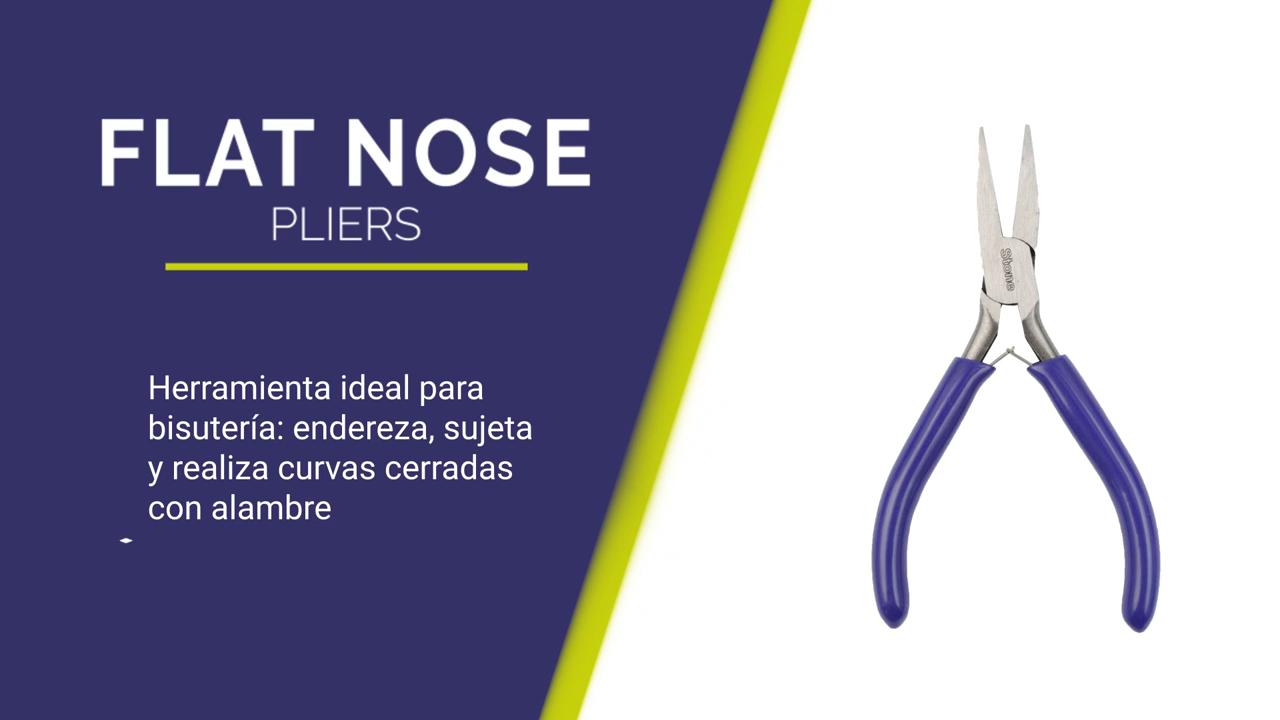 FLAT NOSE
PLIERS
Herramienta ideal para
bisutería: endereza, sujeta
y realiza curvas cerradas
con alambre